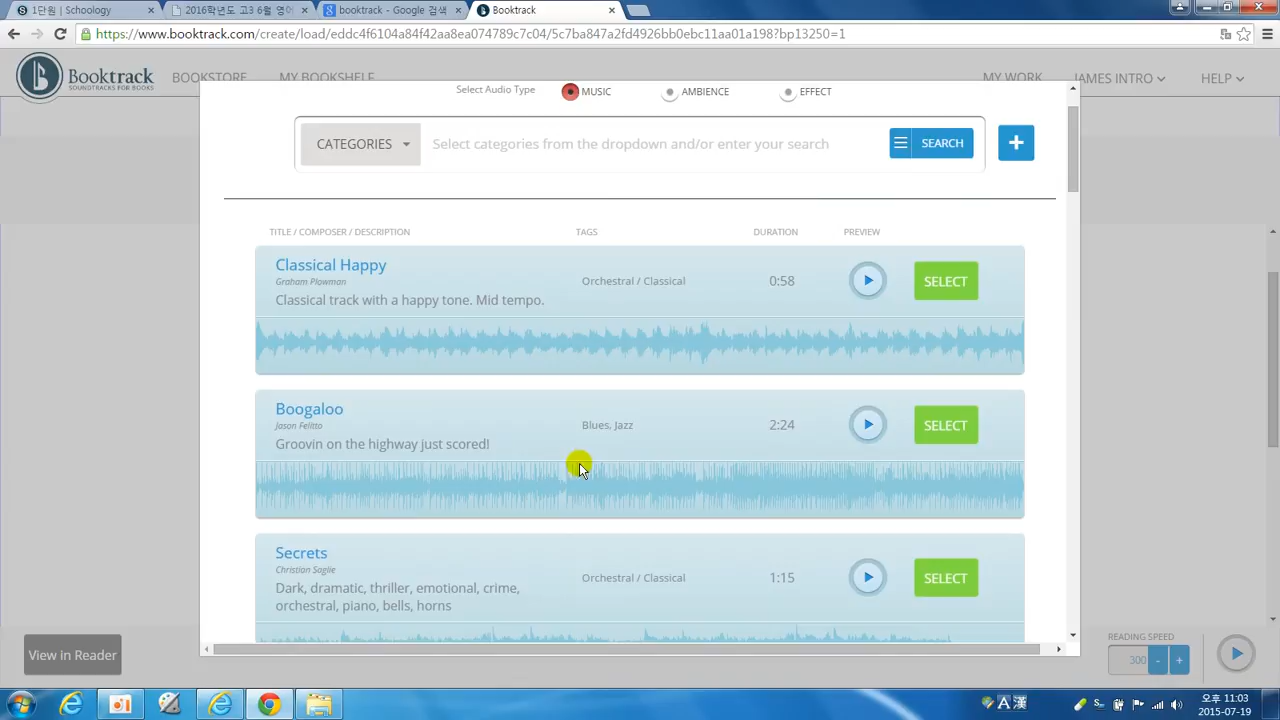 1단원 | Schoology
2016학년도 고3 6월 영어
booktrack - Google 검색
Booktrack
https://www.booktrack.com/create/load/eddc4f6104a84f42aa8ea074789c7c04/5c7ba847a2fd4926bb0ebc11aa01a198?bp13250=1
Booktrack
SOUNDTRACKS FOR BOOKS
BOOKSTORE
MY BOOKSHELF
MY WORK
JAMES INTRO
HELP
Select Audio Type
MUSIC
AMBIENCE
EFFECT
CATEGORIES
Select categories from the dropdown and/or enter your search
SEARCH
+
TITLE / COMPOSER / DESCRIPTION
TAGS
DURATION
PREVIEW
Classical Happy
Graham Plowman
Classical track with a happy tone. Mid tempo.
Orchestral / Classical
0:58
SELECT
Boogaloo
Jason Felitto
Groovin on the highway just scored!
Blues, Jazz
2:24
SELECT
Secrets
Christian Saglie
Dark, dramatic, thriller, emotional, crime,
orchestral, piano, bells, horns
Orchestral / Classical
1:15
SELECT
View in Reader
READING SPEED
300
-
+
A 漢
오후 11:03
2015-07-19